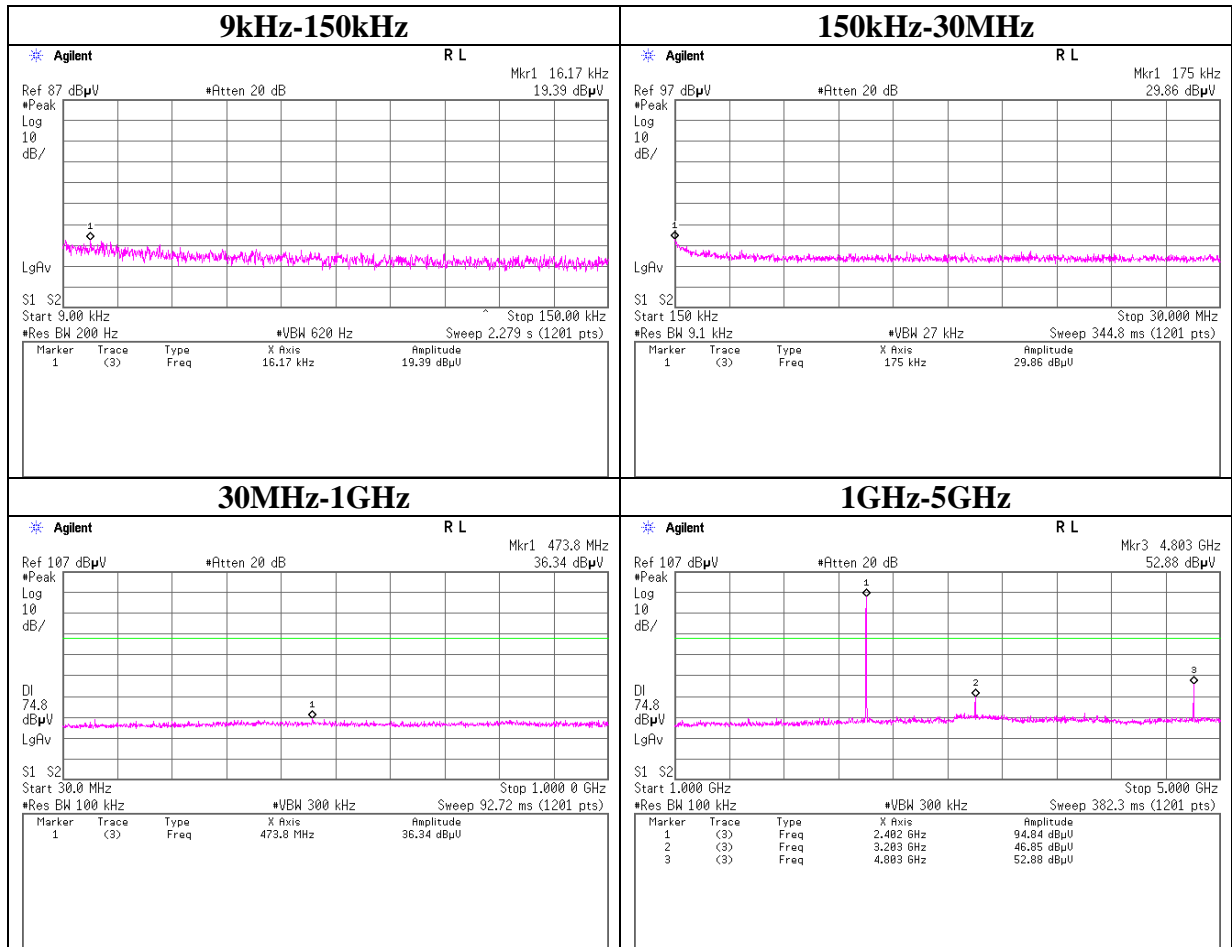 9kHz-150kHz
Agilent R L
Mkr1 16.17 kHz
Ref 87 dBµV #Atten 20 dB 19.39 dBµV
#Peak
Log
10
dB/
1
LgAv
S1 S2
Start 9.00 kHz ^ Stop 150.00 kHz
#Res BW 200 Hz #VBW 620 Hz Sweep 2.279 s (1201 pts)
Marker Trace Type X Axis Amplitude
1 (3) Freq 16.17 kHz 19.39 dBµV
150kHz-30MHz
Agilent R L
Mkr1 175 kHz
Ref 97 dBµV #Atten 20 dB 29.86 dBµV
#Peak
Log
10
dB/
1
LgAv
S1 S2
Start 150 kHz Stop 30.000 MHz
#Res BW 9.1 kHz #VBW 27 kHz Sweep 344.8 ms (1201 pts)
Marker Trace Type X Axis Amplitude
1 (3) Freq 175 kHz 29.86 dBµV
30MHz-1GHz
Agilent R L
Mkr1 473.8 MHz
Ref 107 dBµV #Atten 20 dB 36.34 dBµV
#Peak
Log
10
dB/
DI
74.8
dBµV
1
LgAv
S1 S2
Start 30.0 MHz Stop 1.000 0 GHz
#Res BW 100 kHz #VBW 300 kHz Sweep 92.72 ms (1201 pts)
Marker Trace Type X Axis Amplitude
1 (3) Freq 473.8 MHz 36.34 dBµV
1GHz-5GHz
Agilent R L
Mkr3 4.803 GHz
Ref 107 dBµV #Atten 20 dB 52.88 dBµV
#Peak
1
Log
10
dB/
3
2
DI
74.8
dBµV
LgAv
S1 S2
Start 1.000 GHz Stop 5.000 GHz
#Res BW 100 kHz #VBW 300 kHz Sweep 382.3 ms (1201 pts)
Marker Trace Type X Axis Amplitude
1 (3) Freq 2.402 GHz 94.84 dBµV
2 (3) Freq 3.203 GHz 46.85 dBµV
3 (3) Freq 4.803 GHz 52.88 dBµV